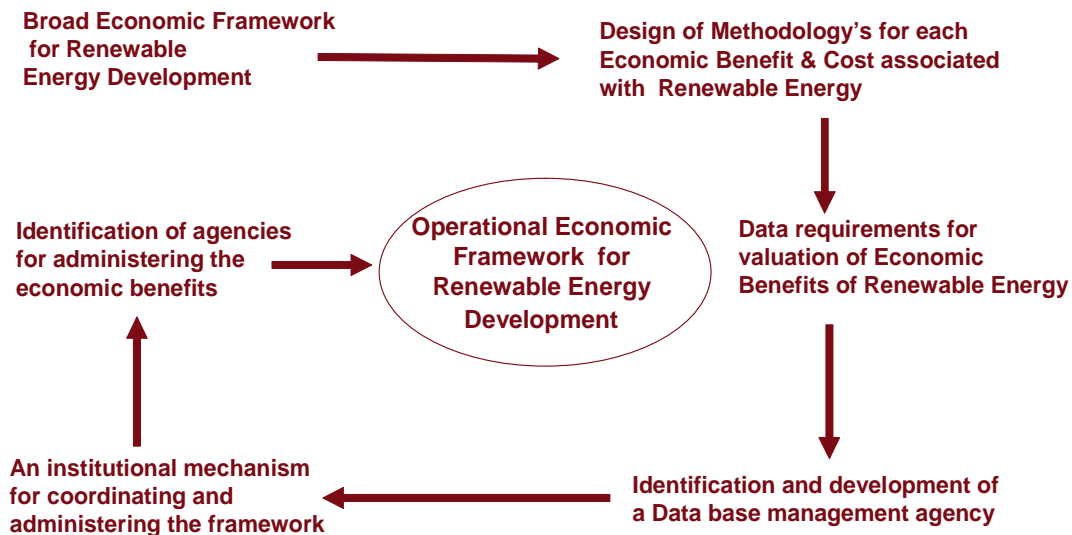 Broad Economic Framework
for Renewable
Energy Development
Design of Methodology's for each
Economic Benefit & Cost associated
with Renewable Energy
Data requirements for
valuation of Economic
Benefits of Renewable Energy
Identification and development of
a Data base management agency
An institutional mechanism
for coordinating and
administering the framework
Identification of agencies
for administering the
economic benefits
Operational Economic
Framework for
Renewable Energy
Development